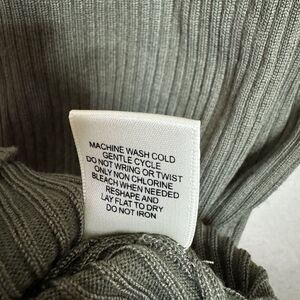 MACHINE WASH COLD
GENTLE CYCLE
DO NOT WRING OR TWIST
ONLY NON CHLORINE
BLEACH WHEN NEEDED
RESHAPE AND
LAY FLAT TO DRY
DO NOT IRON